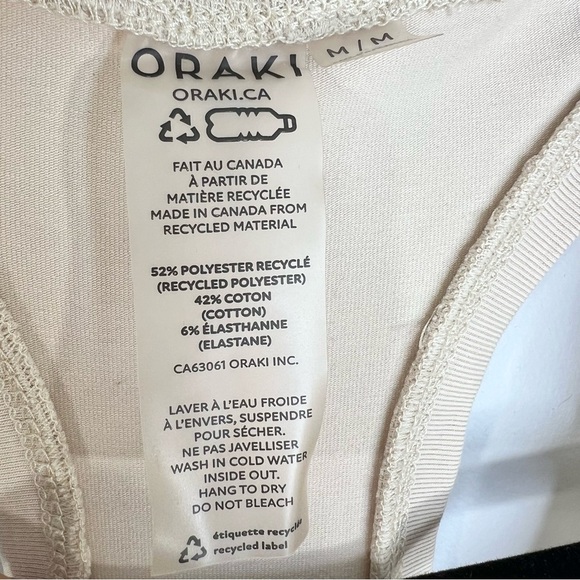 ORAKI
M / M
ORAKI.CA
FAIT AU CANADA
À PARTIR DE
MATIÈRE RECYCLÉE
MADE IN CANADA FROM
RECYCLED MATERIAL
52% POLYESTER RECYCLÉ
(RECYCLED POLYESTER)
42% COTON
(COTTON)
6% ÉLASTHANNE
(ELASTANE)
CA63061 ORAKI INC.
LAVER À L'EAU FROIDE
À L'ENVERS, SUSPENDRE
POUR SÉCHER.
NE PAS JAVELLISER
WASH IN COLD WATER
INSIDE OUT.
HANG TO DRY
DO NOT BLEACH
étiquette recyclée
recycled label